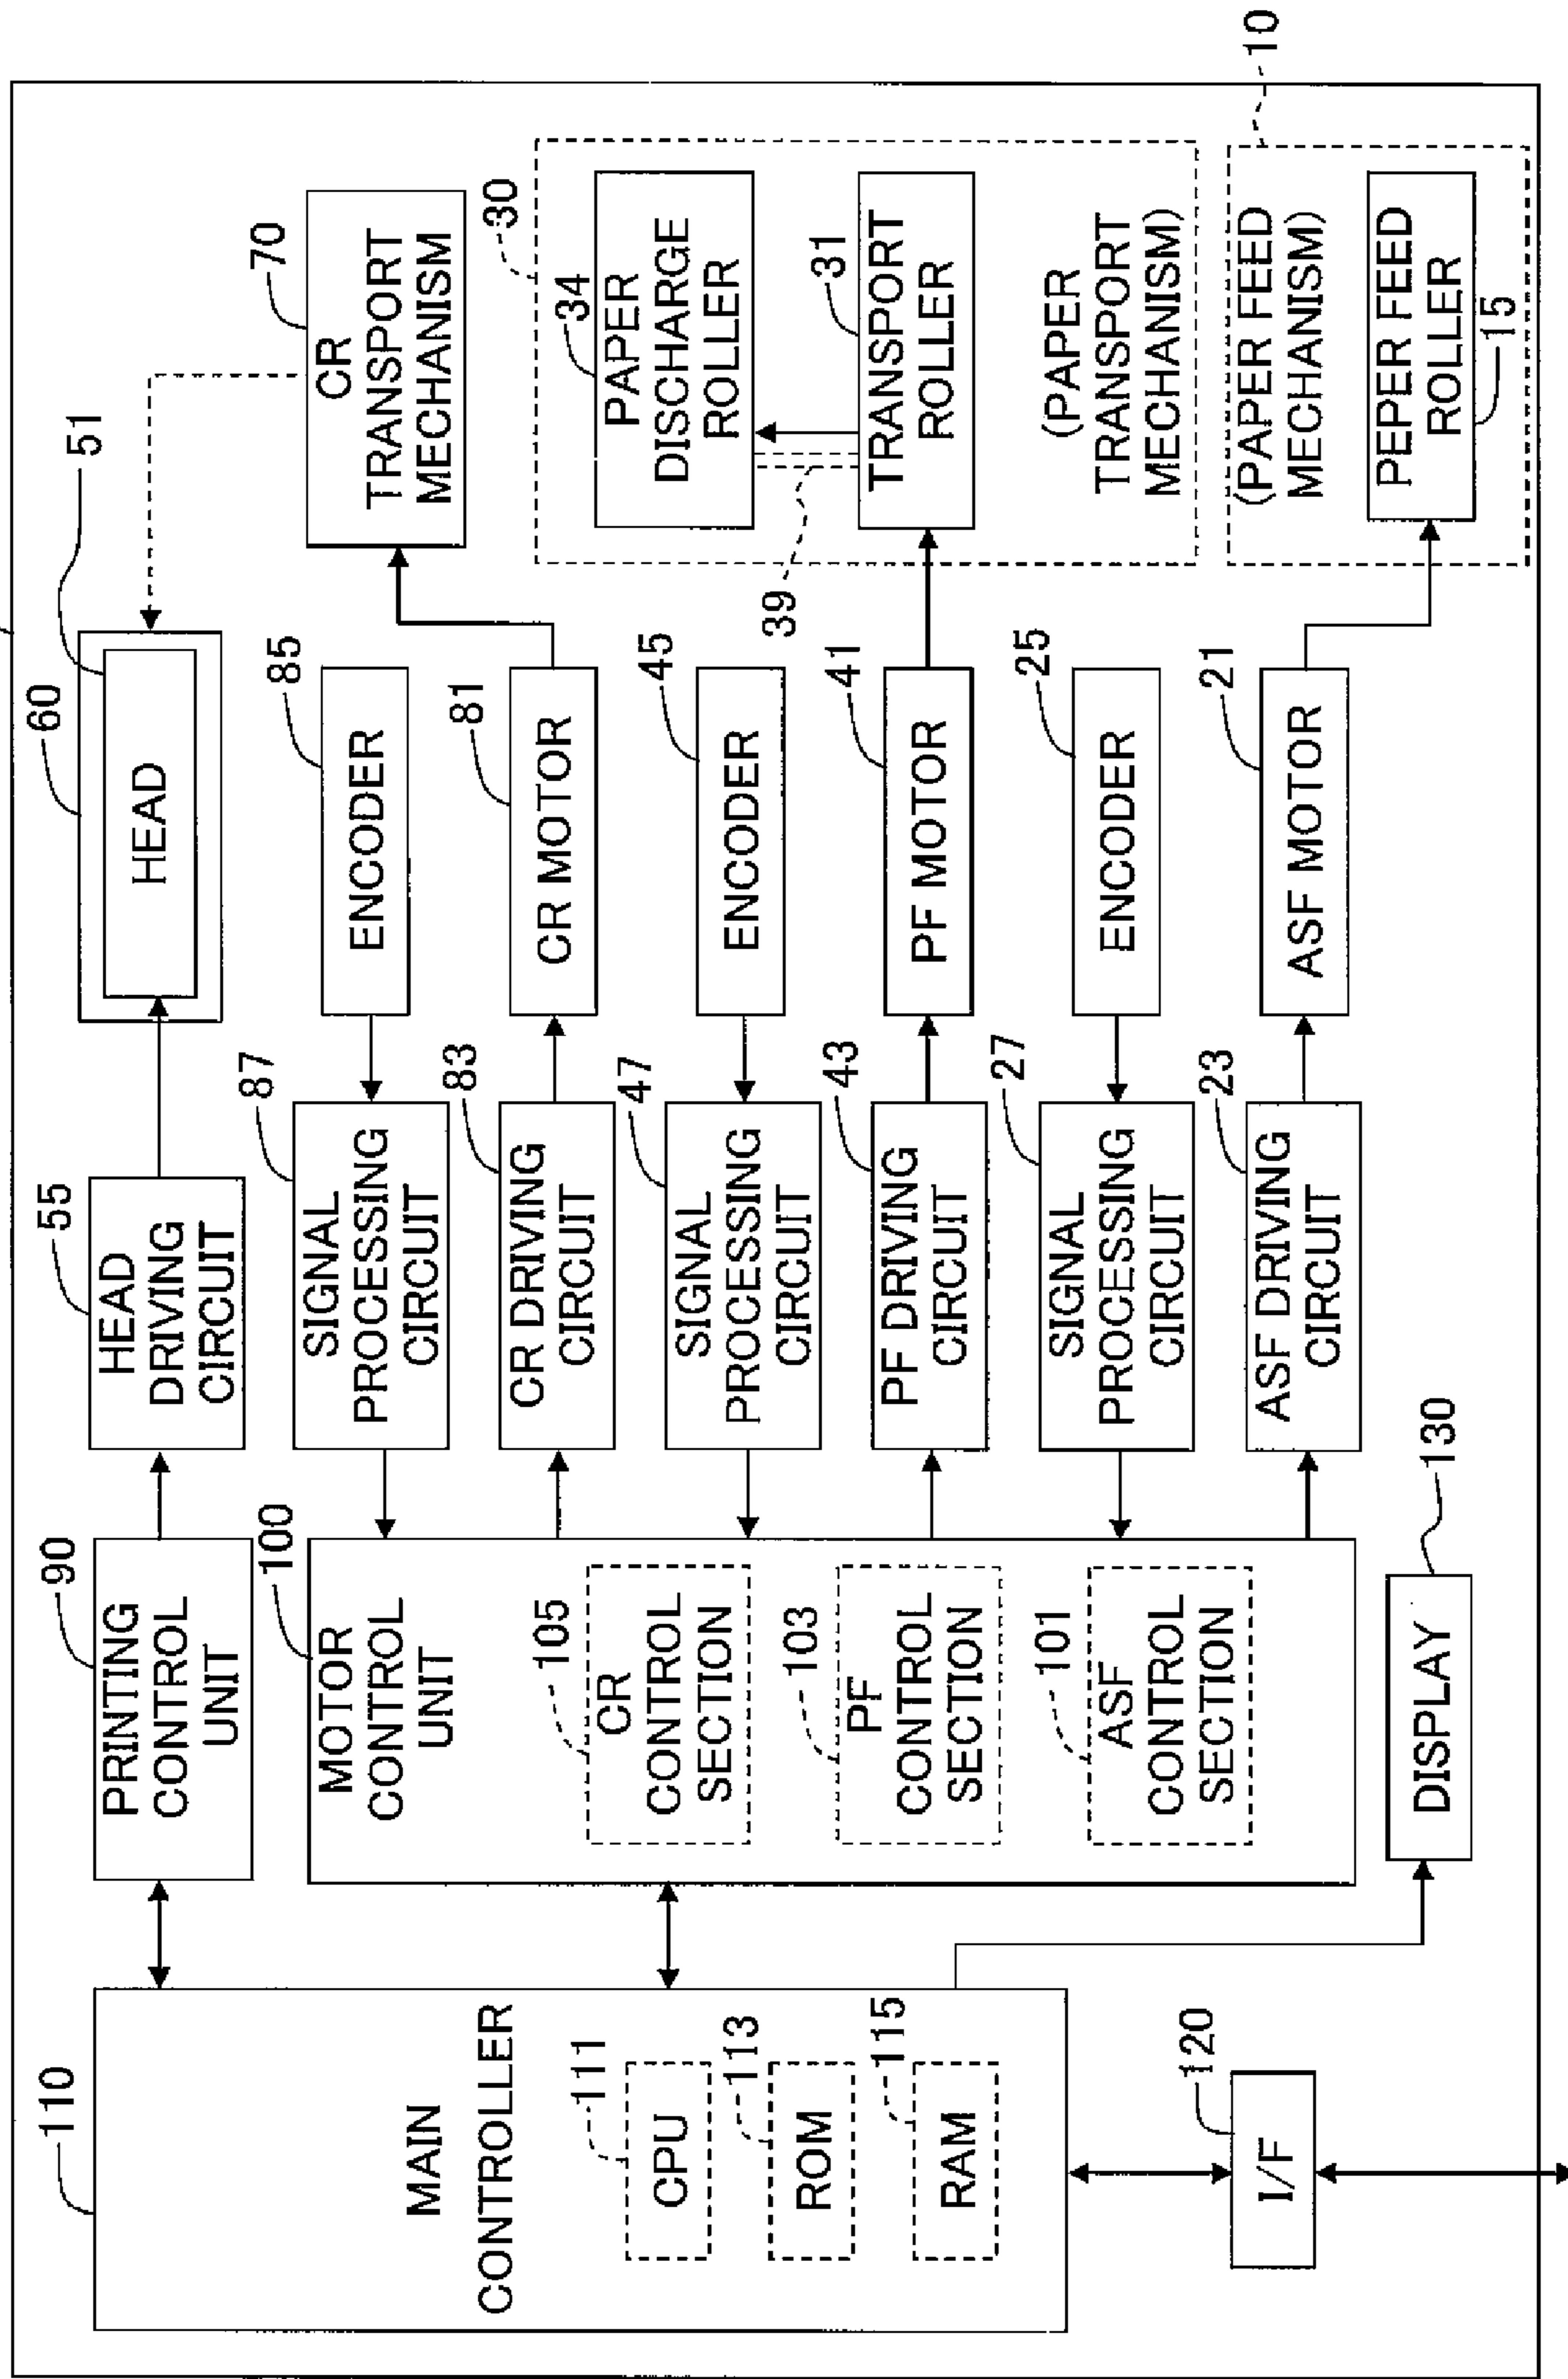 110
MAIN
CONTROLLER
111
CPU
113
ROM
115
RAM
120
I/F
90
PRINTING
CONTROL
UNIT
100
MOTOR
CONTROL
UNIT
105
CR
CONTROL
SECTION
103
PF
CONTROL
SECTION
101
ASF
CONTROL
SECTION
130
DISPLAY
55
HEAD
DRIVING
CIRCUIT
87
SIGNAL
PROCESSING
CIRCUIT
83
CR DRIVING
CIRCUIT
47
SIGNAL
PROCESSING
CIRCUIT
43
PF DRIVING
CIRCUIT
27
SIGNAL
PROCESSING
CIRCUIT
23
ASF DRIVING
CIRCUIT
60
51
HEAD
85
ENCODER
81
CR MOTOR
45
ENCODER
41
PF MOTOR
25
ENCODER
21
ASF MOTOR
70
CR
TRANSPORT
MECHANISM
30
34
PAPER
DISCHARGE
ROLLER
39
31
TRANSPORT
ROLLER
(PAPER
TRANSPORT
MECHANISM)
10
(PAPER FEED
MECHANISM)
PEPER FEED
ROLLER
15